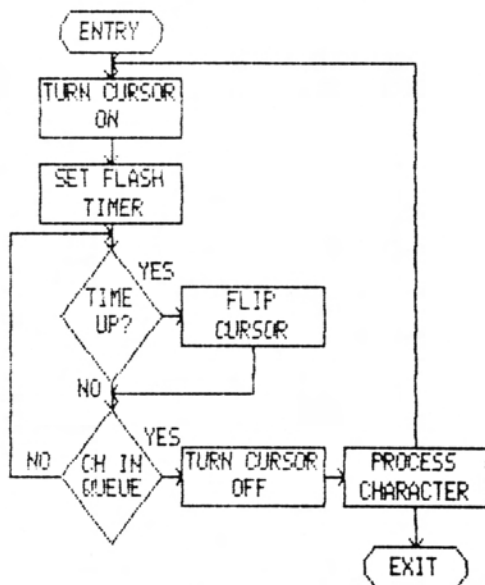 ENTRY
TURN CURSOR
ON
SET FLASH
TIMER
YES
TIME
UP?
FLIP
CURSOR
NO
YES
NO
CH IN
QUEUE
TURN CURSOR
OFF
PROCESS
CHARACTER
EXIT